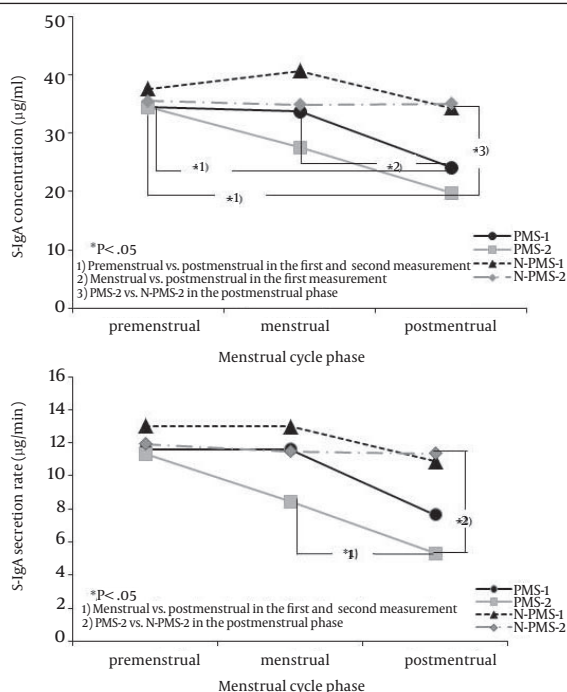 50
40
30
20
10
0
S-IgA concentration (µg/ml)
*3)
*1)
*2)
*1)
*P< .05
1) Premenstrual vs. postmenstrual in the first and second measurement
2) Menstrual vs. postmenstrual in the first measurement
3) PMS-2 vs. N-PMS-2 in the postmenstrual phase
PMS-1
PMS-2
N-PMS-1
N-PMS-2
premenstrual menstrual postmentrual
Menstrual cycle phase
16
14
12
10
8
6
4
2
0
S-IgA secretion rate (µg/min)
*2)
*1)
*P< .05
1) Menstrual vs. postmenstrual in the first and second measurement
2) PMS-2 vs. N-PMS-2 in the postmenstrual phase
PMS-1
PMS-2
N-PMS-1
N-PMS-2
premenstrual menstrual postmentrual
Menstrual cycle phase